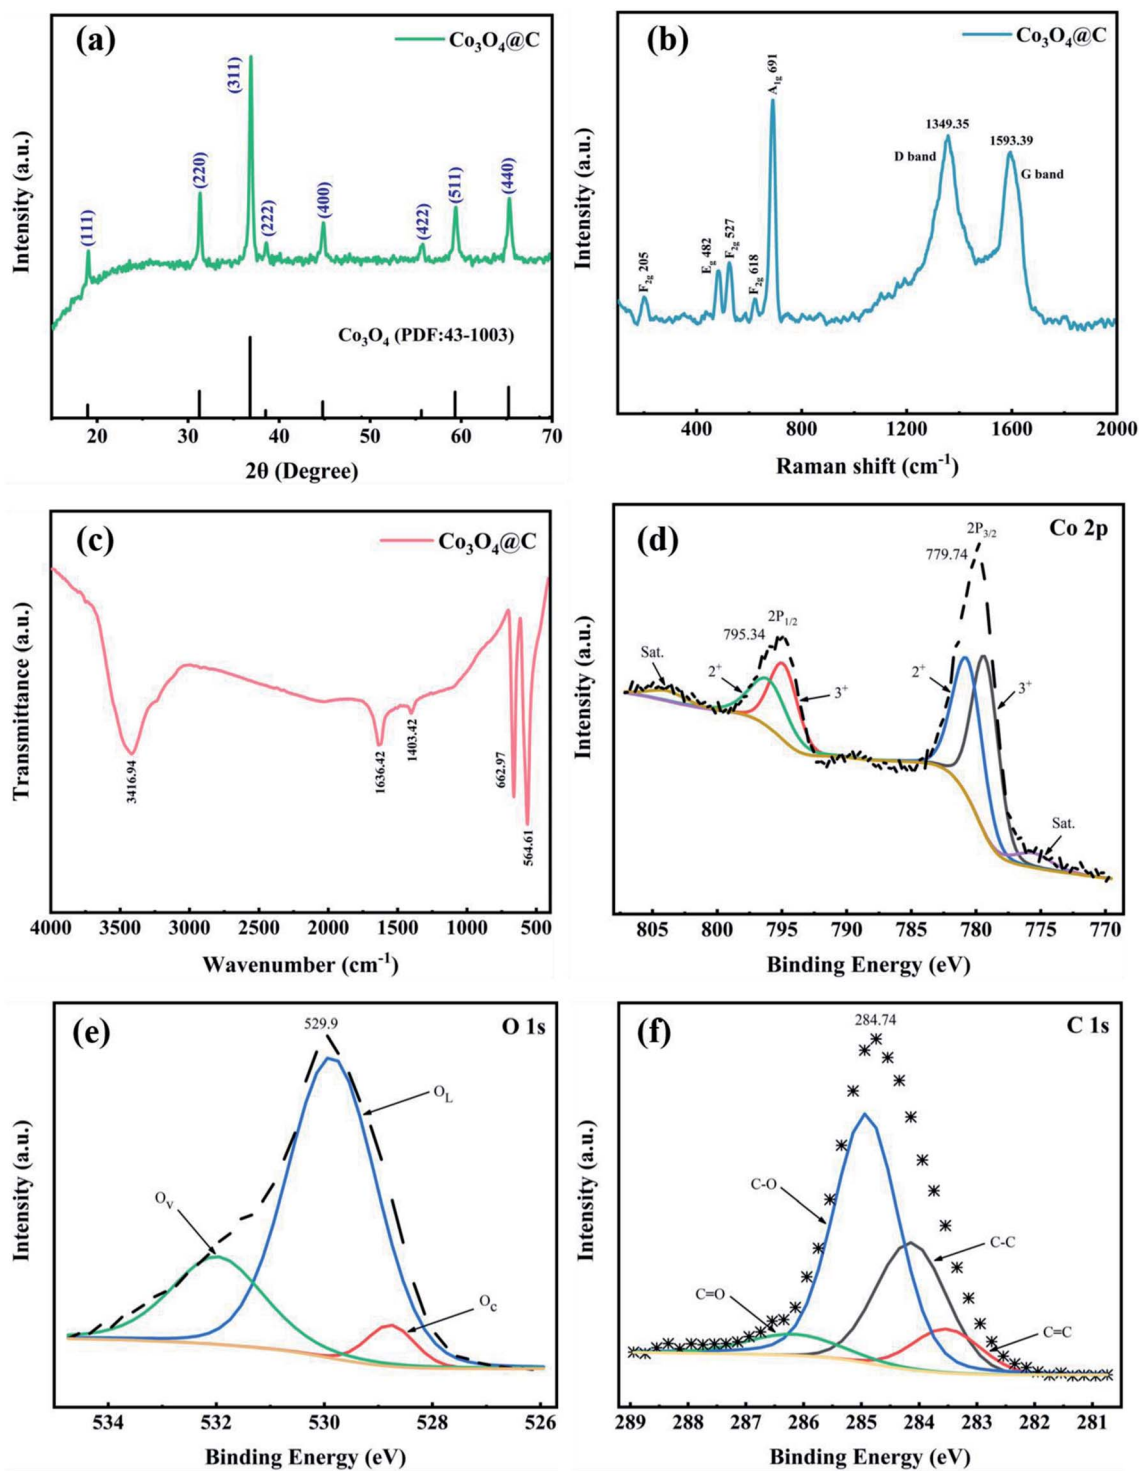 (a)
Co₃O₄@C
(111)
(220)
(311)
(222)
(400)
(422)
(511)
(440)
Co₃O₄ (PDF:43-1003)
Intensity (a.u.)
20 30 40 50 60 70
2θ (Degree)
(b)
Co₃O₄@C
F₂g 205
Eg 482
F₂g 527
F₂g 618
A₁g 691
1349.35
D band
1593.39
G band
Intensity (a.u.)
400 800 1200 1600 2000
Raman shift (cm⁻¹)
(c)
Co₃O₄@C
3416.94
1636.42
1403.42
662.97
564.61
Transmittance (a.u.)
4000 3500 3000 2500 2000 1500 1000 500
Wavenumber (cm⁻¹)
(d)
Co 2p
2P₃/₂
779.74
2P₁/₂
795.34
Sat.
2⁺
3⁺
2⁺
3⁺
Sat.
Intensity (a.u.)
805 800 795 790 785 780 775 770
Binding Energy (eV)
(e)
O 1s
529.9
O_L
O_V
O_c
Intensity (a.u.)
534 532 530 528 526
Binding Energy (eV)
(f)
C 1s
284.74
C-O
C-C
C=O
C=C
Intensity (a.u.)
289 288 287 286 285 284 283 282 281
Binding Energy (eV)